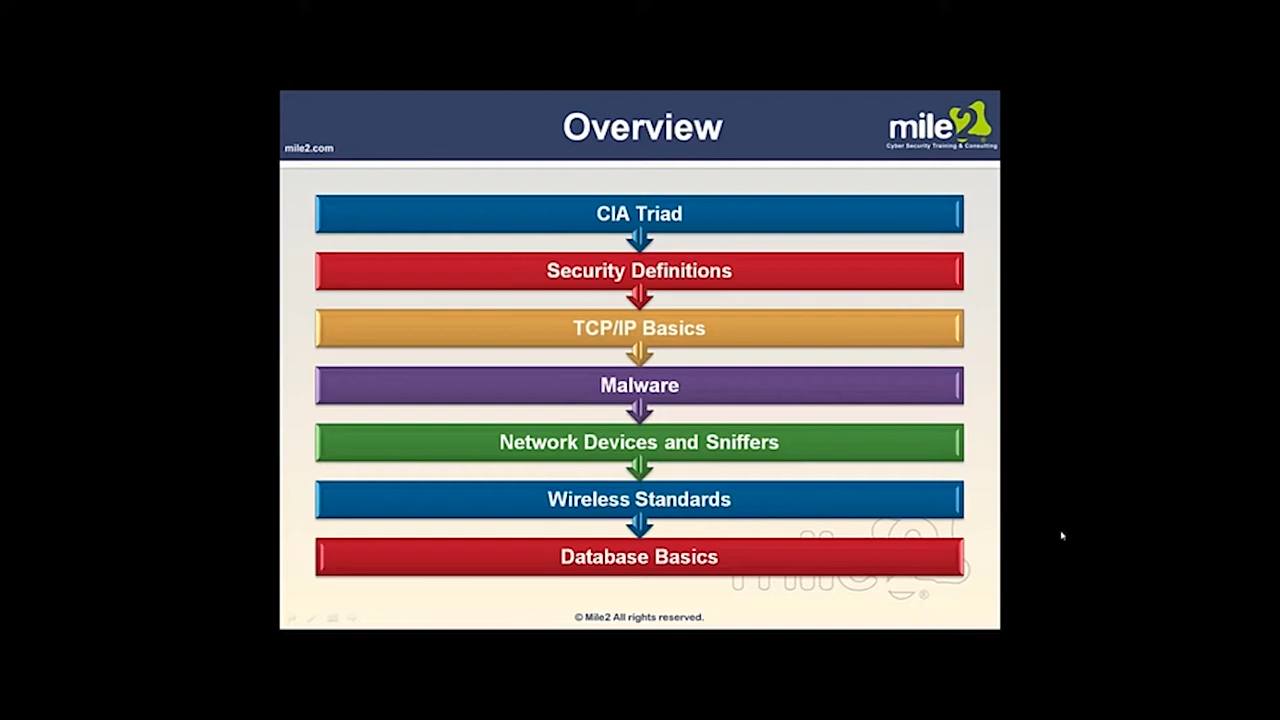 Overview
mile2
Cyber Security Training & Consulting
mile2.com
CIA Triad
Security Definitions
TCP/IP Basics
Malware
Network Devices and Sniffers
Wireless Standards
Database Basics
mile2
®
© Mile2 All rights reserved.